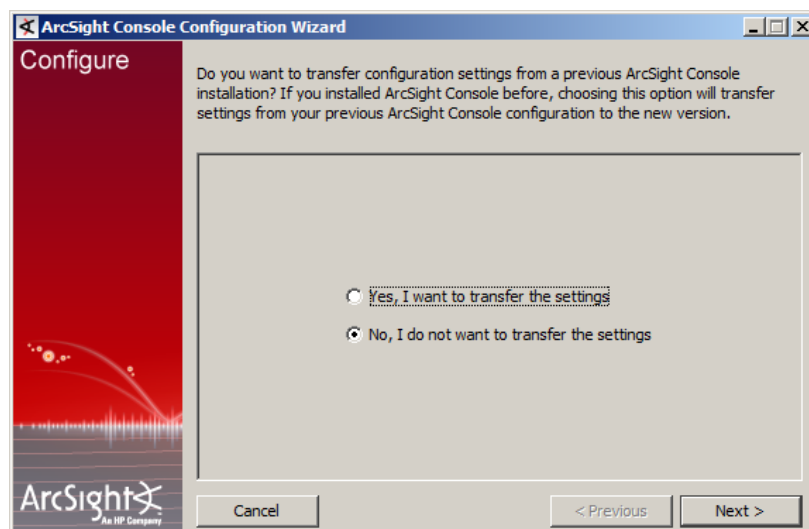 ArcSight Console Configuration Wizard
Configure
Do you want to transfer configuration settings from a previous ArcSight Console
installation? If you installed ArcSight Console before, choosing this option will transfer
settings from your previous ArcSight Console configuration to the new version.
Yes, I want to transfer the settings
No, I do not want to transfer the settings
ArcSight
An HP Company
Cancel
< Previous
Next >